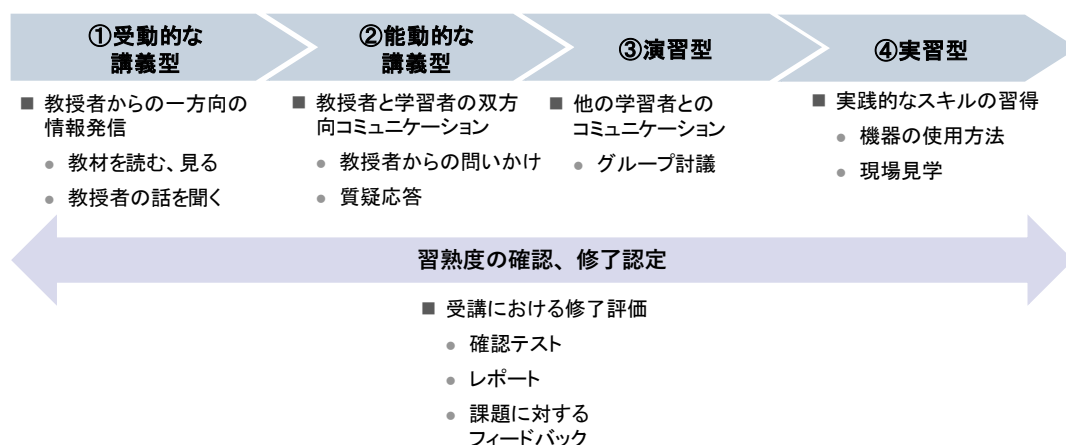 ①受動的な
講義型
■ 教授者からの一方向の
情報発信
● 教材を読む、見る
● 教授者の話を聞く
②能動的な
講義型
■ 教授者と学習者の双方
向コミュニケーション
● 教授者からの問いかけ
● 質疑応答
③演習型
■ 他の学習者との
コミュニケーション
● グループ討議
④実習型
■ 実践的なスキルの習得
● 機器の使用方法
● 現場見学
習熟度の確認、修了認定
■ 受講における修了評価
● 確認テスト
● レポート
● 課題に対する
フィードバック